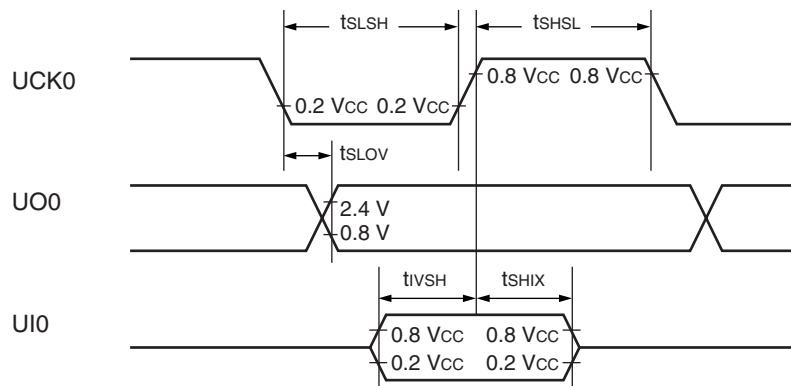 tSLSH tSHSL
UCK0
0.2 VCC 0.2 VCC
0.8 VCC 0.8 VCC
tSLOV
UO0
2.4 V
0.8 V
tIVSH tSHIX
UI0
0.8 VCC 0.8 VCC
0.2 VCC 0.2 VCC